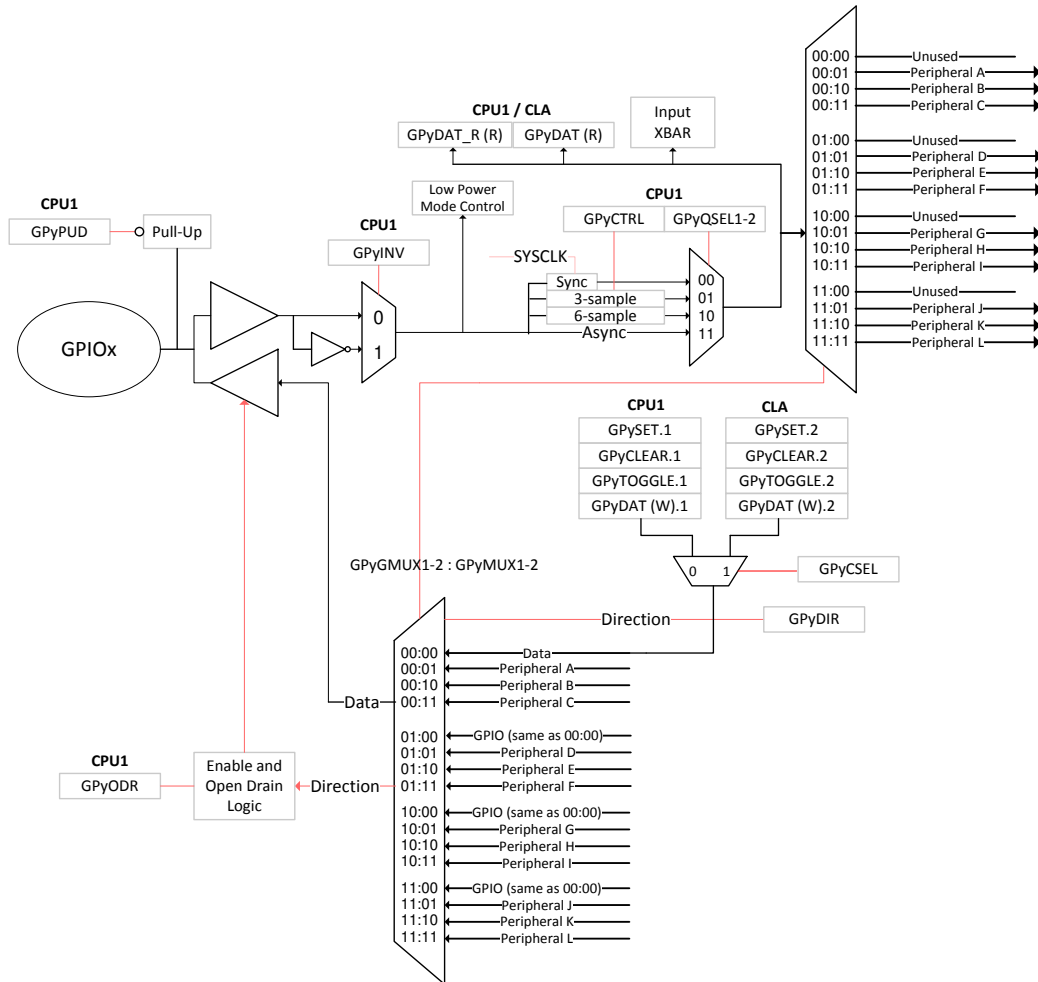 00:00 Unused
00:01 Peripheral A
00:10 Peripheral B
00:11 Peripheral C
01:00 Unused
01:01 Peripheral D
01:10 Peripheral E
01:11 Peripheral F
10:00 Unused
10:01 Peripheral G
10:10 Peripheral H
10:11 Peripheral I
11:00 Unused
11:01 Peripheral J
11:10 Peripheral K
11:11 Peripheral L
CPU1 / CLA
GPyDAT_R (R) GPyDAT (R)
Input
XBAR
CPU1
GPyPUD
Pull-Up
CPU1
GPyINV
Low Power
Mode Control
CPU1
GPyCTRL GPyQSEL1-2
SYSCLK
Sync 00
3-sample 01
6-sample 10
Async 11
0
1
GPIOx
CPU1
GPySET.1
GPyCLEAR.1
GPyTOGGLE.1
GPyDAT (W).1
CLA
GPySET.2
GPyCLEAR.2
GPyTOGGLE.2
GPyDAT (W).2
0 1
GPyCSEL
GPyGMUX1-2 : GPyMUX1-2
Direction
GPyDIR
00:00 Data
00:01 Peripheral A
00:10 Peripheral B
00:11 Peripheral C
01:00 GPIO (same as 00:00)
01:01 Peripheral D
01:10 Peripheral E
01:11 Peripheral F
10:00 GPIO (same as 00:00)
10:01 Peripheral G
10:10 Peripheral H
10:11 Peripheral I
11:00 GPIO (same as 00:00)
11:01 Peripheral J
11:10 Peripheral K
11:11 Peripheral L
Data
Direction
CPU1
GPyODR
Enable and
Open Drain
Logic